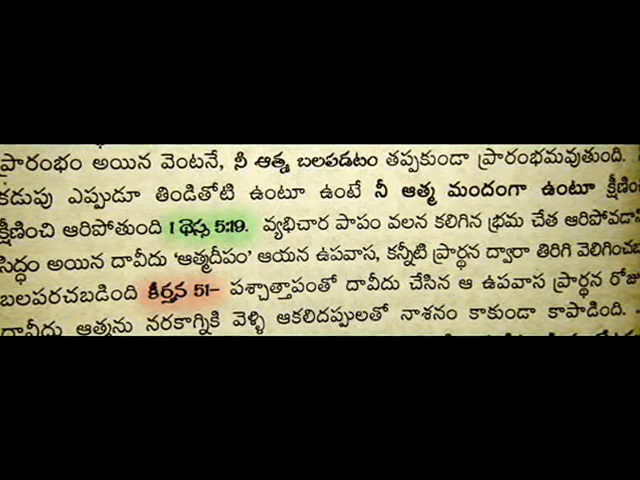 ప్రారంభం అయిన వెంటనే, నీ ఆత్మ బలపడటం తప్పకుండా ప్రారంభమవుతుంది.
కడుపు ఎప్పుడూ తిండితోటి ఉంటూ ఉంటే నీ ఆత్మ మందంగా ఉంటూ క్షీణిం
క్షీణించి ఆరిపోతుంది 1 థెస్స 5:19. వ్యభిచార పాపం వలన కలిగిన భ్రమ చేత ఆరిపోవడా
సిద్ధం అయిన దావీదు 'ఆత్మదీపం' ఆయన ఉపవాస, కన్నీటి ప్రార్థన ద్వారా తిరిగి వెలిగించబ
బలపరచబడింది కీర్తన 51– పశ్చాత్తాపంతో దావీదు చేసిన ఆ ఉపవాస ప్రార్థన రోజు
దావీదు ఆత్మను నరకాగ్నికి వెళ్ళి ఆకలిదప్పులతో నాశనం కాకుండా కాపాడింది.